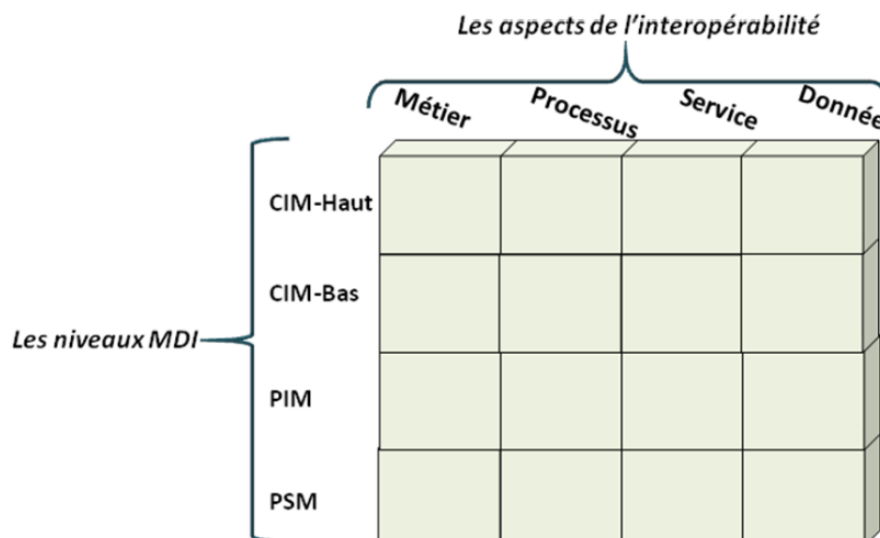 Les aspects de l'interopérabilité
Métier
Processus
Service
Donnée
CIM-Haut
CIM-Bas
Les niveaux MDI
PIM
PSM